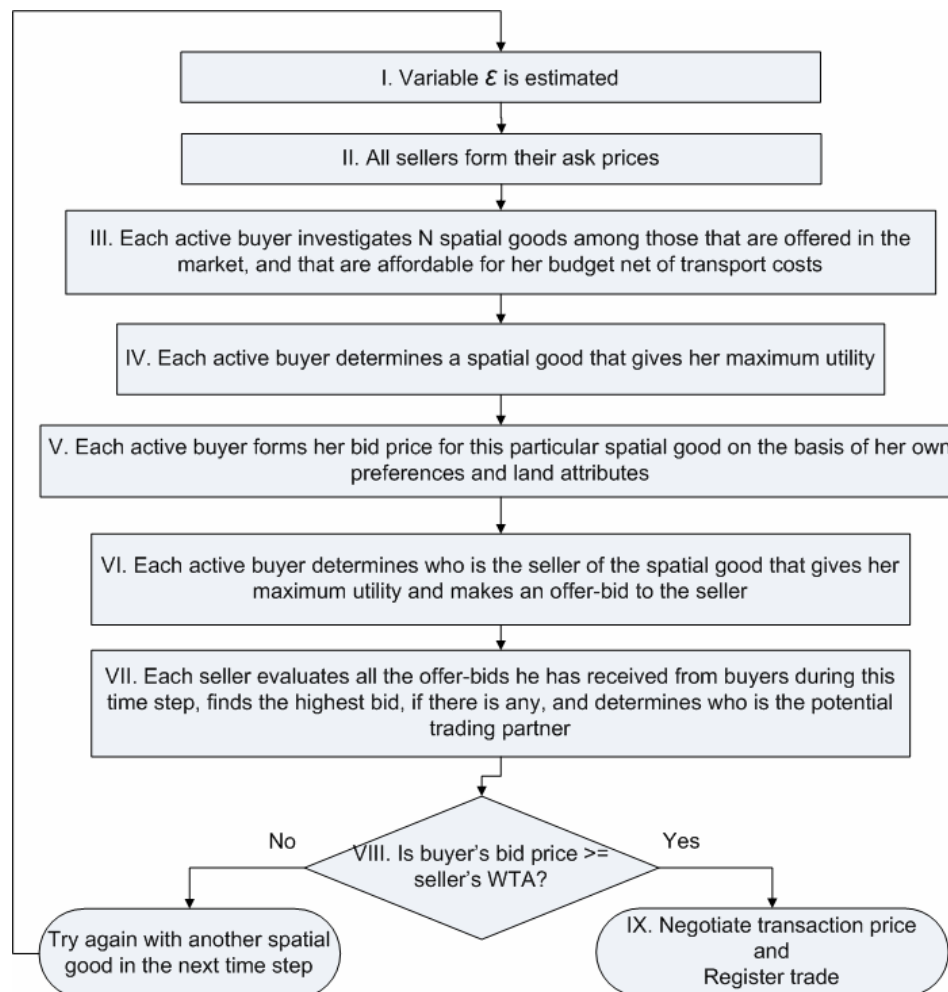 I. Variable ε is estimated
II. All sellers form their ask prices
III. Each active buyer investigates N spatial goods among those that are offered in the
market, and that are affordable for her budget net of transport costs
IV. Each active buyer determines a spatial good that gives her maximum utility
V. Each active buyer forms her bid price for this particular spatial good on the basis of her own
preferences and land attributes
VI. Each active buyer determines who is the seller of the spatial good that gives her
maximum utility and makes an offer-bid to the seller
VII. Each seller evaluates all the offer-bids he has received from buyers during this
time step, finds the highest bid, if there is any, and determines who is the potential
trading partner
No
Yes
VIII. Is buyer's bid price >=
seller's WTA?
Try again with another spatial
good in the next time step
IX. Negotiate transaction price
and
Register trade